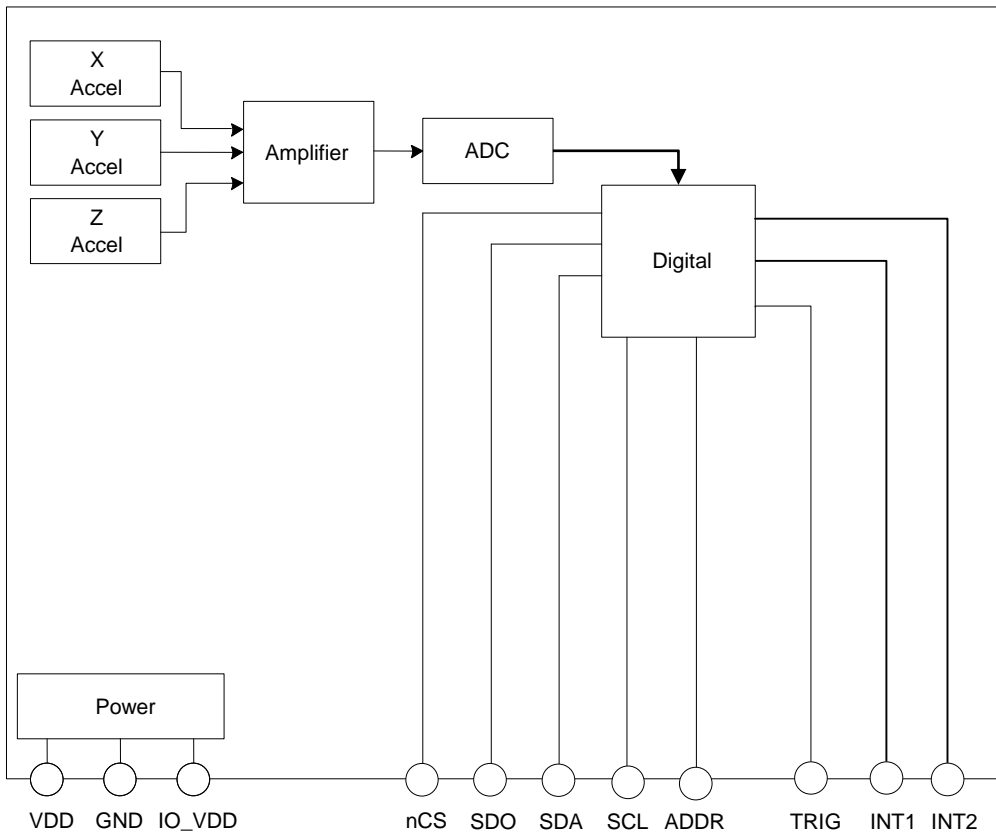 X
Accel
Y
Accel
Z
Accel
Amplifier
ADC
Digital
Power
VDD GND IO_VDD nCS SDO SDA SCL ADDR TRIG INT1 INT2